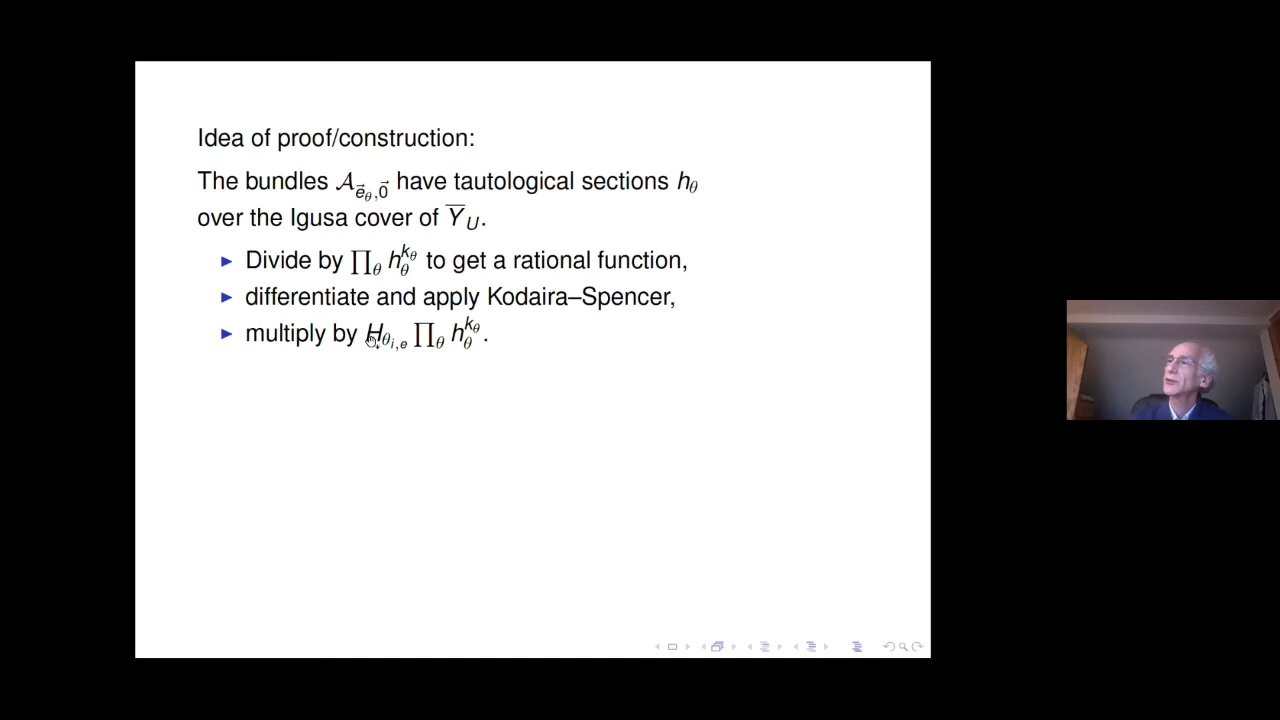 Idea of proof/construction:
The bundles 𝒜_{e⃗_θ,0⃗} have tautological sections h_θ
over the Igusa cover of Y̅_U.
▶ Divide by ∏_θ h_θ^{k_θ} to get a rational function,
▶ differentiate and apply Kodaira–Spencer,
▶ multiply by H_{θ_{i,e}} ∏_θ h_θ^{k_θ}.